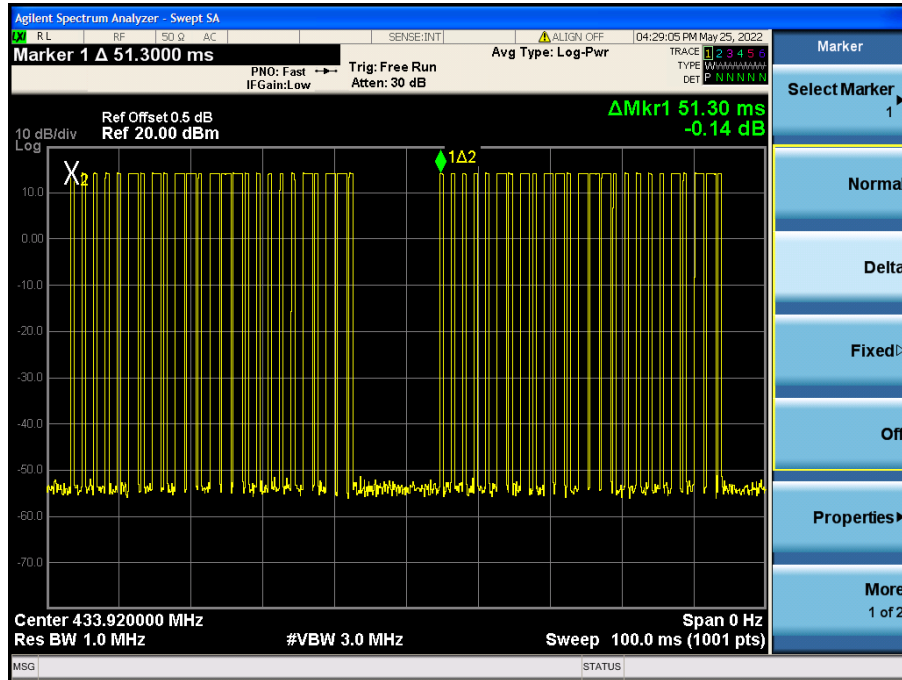 Agilent Spectrum Analyzer - Swept SA
LXI RL RF 50 Ω AC SENSE:INT ALIGN OFF 04:29:05 PM May 25, 2022
Marker 1 Δ 51.3000 ms
PNO: Fast
IFGain:Low
Trig: Free Run
Atten: 30 dB
Avg Type: Log-Pwr
TRACE 1 2 3 4 5 6
TYPE WWWWWW
DET P N N N N N
ΔMkr1 51.30 ms
-0.14 dB
Ref Offset 0.5 dB
10 dB/div Ref 20.00 dBm
Log
X2
1Δ2
10.0
0.00
-10.0
-20.0
-30.0
-40.0
-50.0
-60.0
-70.0
Center 433.920000 MHz Span 0 Hz
Res BW 1.0 MHz #VBW 3.0 MHz Sweep 100.0 ms (1001 pts)
MSG STATUS
Marker
Select Marker
1
Norma
Delta
Fixed
Off
Properties
More
1 of 2